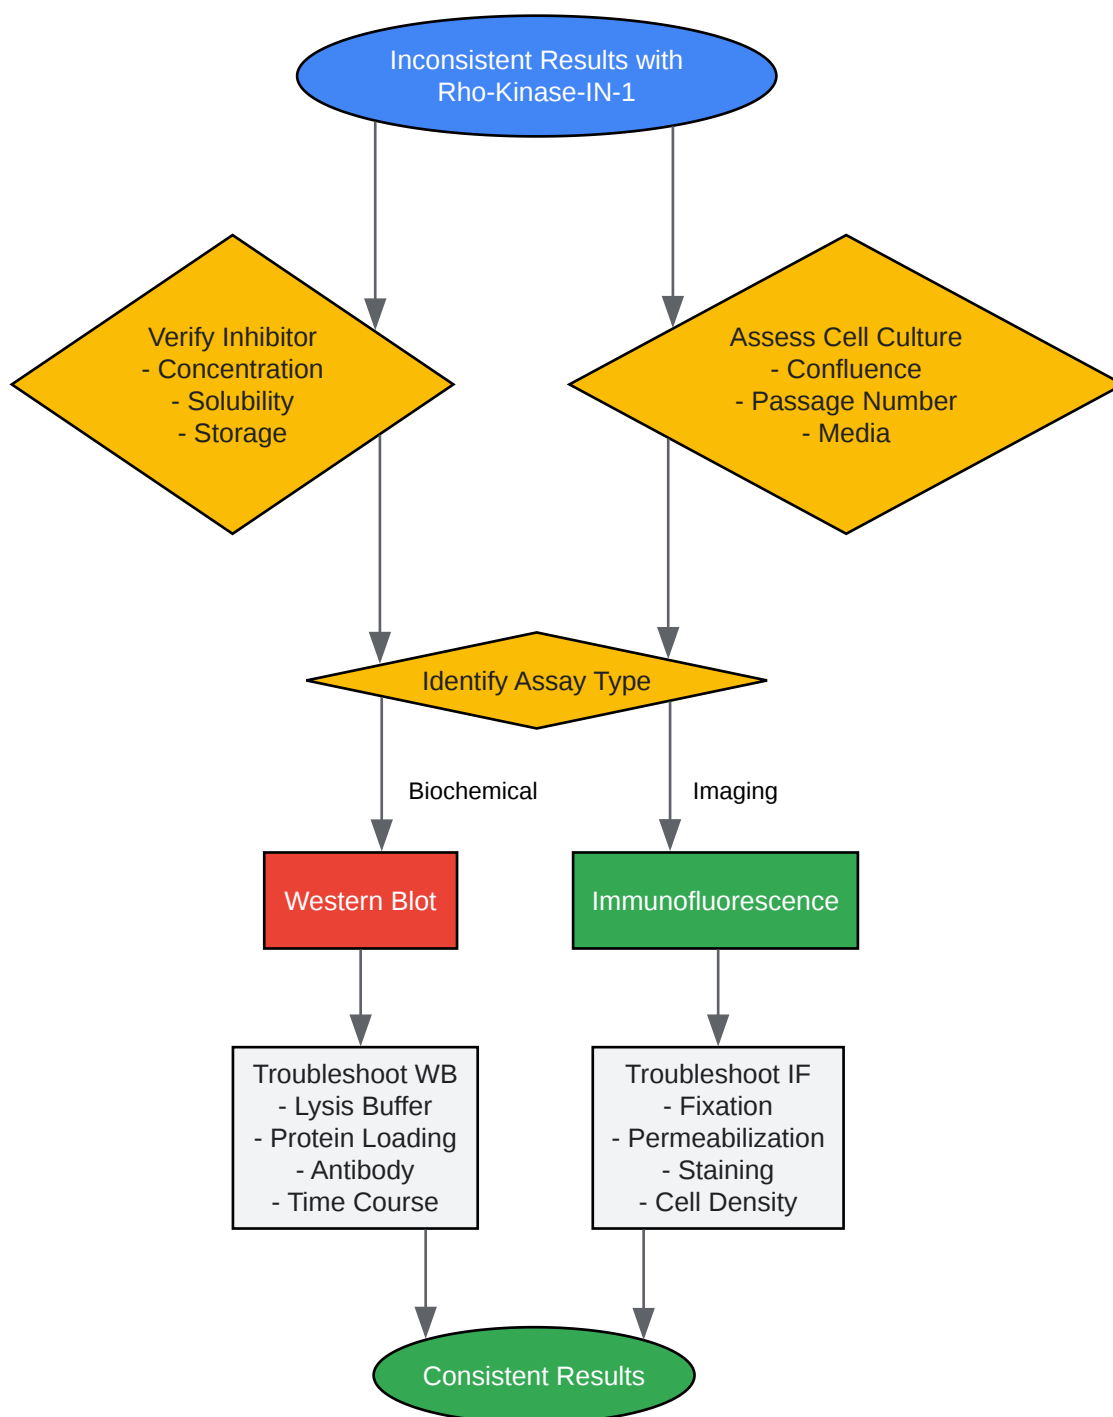 Inconsistent Results with
Rho-Kinase-IN-1
Verify Inhibitor
- Concentration
- Solubility
- Storage
Assess Cell Culture
- Confluence
- Passage Number
- Media
Identify Assay Type
Biochemical
Imaging
Western Blot
Immunofluorescence
Troubleshoot WB
- Lysis Buffer
- Protein Loading
- Antibody
- Time Course
Troubleshoot IF
- Fixation
- Permeabilization
- Staining
- Cell Density
Consistent Results